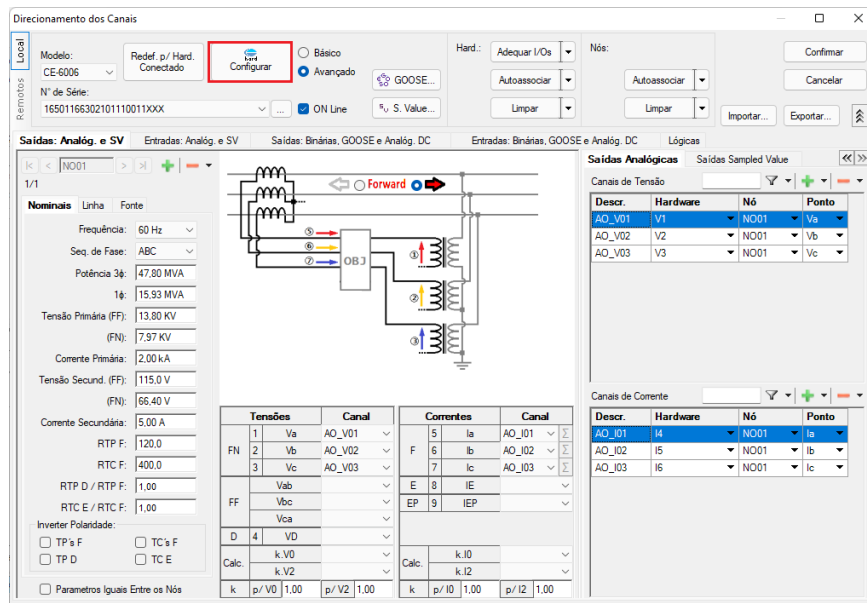 Direcionamento dos Canais
Local
Remotos
Modelo:
CE-6006
Redef. p/ Hard. Conectado
hard
Configurar
Básico
Avançado
GOOSE...
Hard.:
Adequar I/Os
Nós:
Confirmar
Autoassociar
Autoassociar
Cancelar
N° de Série:
16501166302101110011XXX
...
ON Line
S. Value...
Limpar
Limpar
Importar...
Exportar...
Saídas: Analóg. e SV
Entradas: Analóg. e SV
Saídas: Binárias, GOOSE e Analóg. DC
Entradas: Binárias, GOOSE e Analóg. DC
Lógicas
NO01
1/1
Nominais
Linha
Fonte
Frequência: 60 Hz
Seq. de Fase: ABC
Potência 3ϕ: 47,80 MVA
1ϕ: 15,93 MVA
Tensão Primária (FF): 13,80 KV
(FN): 7,97 KV
Corrente Primária: 2,00 kA
Tensão Secund. (FF): 115,0 V
(FN): 66,40 V
Corrente Secundária: 5,00 A
RTP F: 120,0
RTC F: 400,0
RTP D / RTP F: 1,00
RTC E / RTC F: 1,00
Inverter Polaridade:
TP´s F
TC´s F
TP D
TC E
Parametros Iguais Entre os Nós
Forward
⑤
⑥
⑦
OBJ
①
②
③
Tensões Canal
FN 1 Va AO_V01
2 Vb AO_V02
3 Vc AO_V03
FF Vab
Vbc
Vca
D 4 VD
Calc. k.V0
k.V2
k p/ V0 1,00 p/ V2 1,00
Correntes Canal
F 5 Ia AO_I01 Σ
6 Ib AO_I02 Σ
7 Ic AO_I03 Σ
E 8 IE
EP 9 IEP
Calc. k.I0
k.I2
k p/ I0 1,00 p/ I2 1,00
Saídas Analógicas
Saídas Sampled Value
Canais de Tensão
Descr. Hardware Nó Ponto
AO_V01 V1 NO01 Va
AO_V02 V2 NO01 Vb
AO_V03 V3 NO01 Vc
Canais de Corrente
Descr. Hardware Nó Ponto
AO_I01 I4 NO01 Ia
AO_I02 I5 NO01 Ib
AO_I03 I6 NO01 Ic